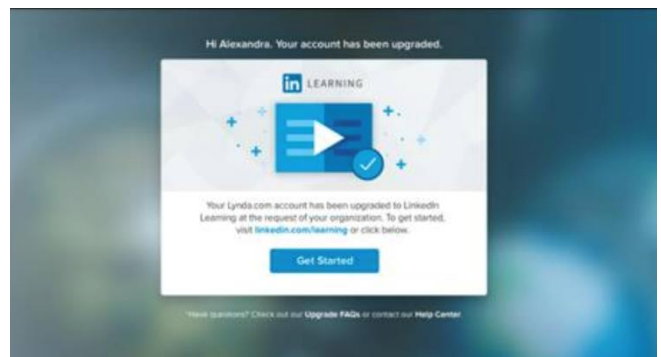 Hi Alexandra. Your account has been upgraded.
in LEARNING
Your Lynda.com account has been upgraded to LinkedIn
Learning at the request of your organization. To get started,
visit linkedin.com/learning or click below.
Get Started
*Have questions? Check out our Upgrade FAQs or contact our Help Center.